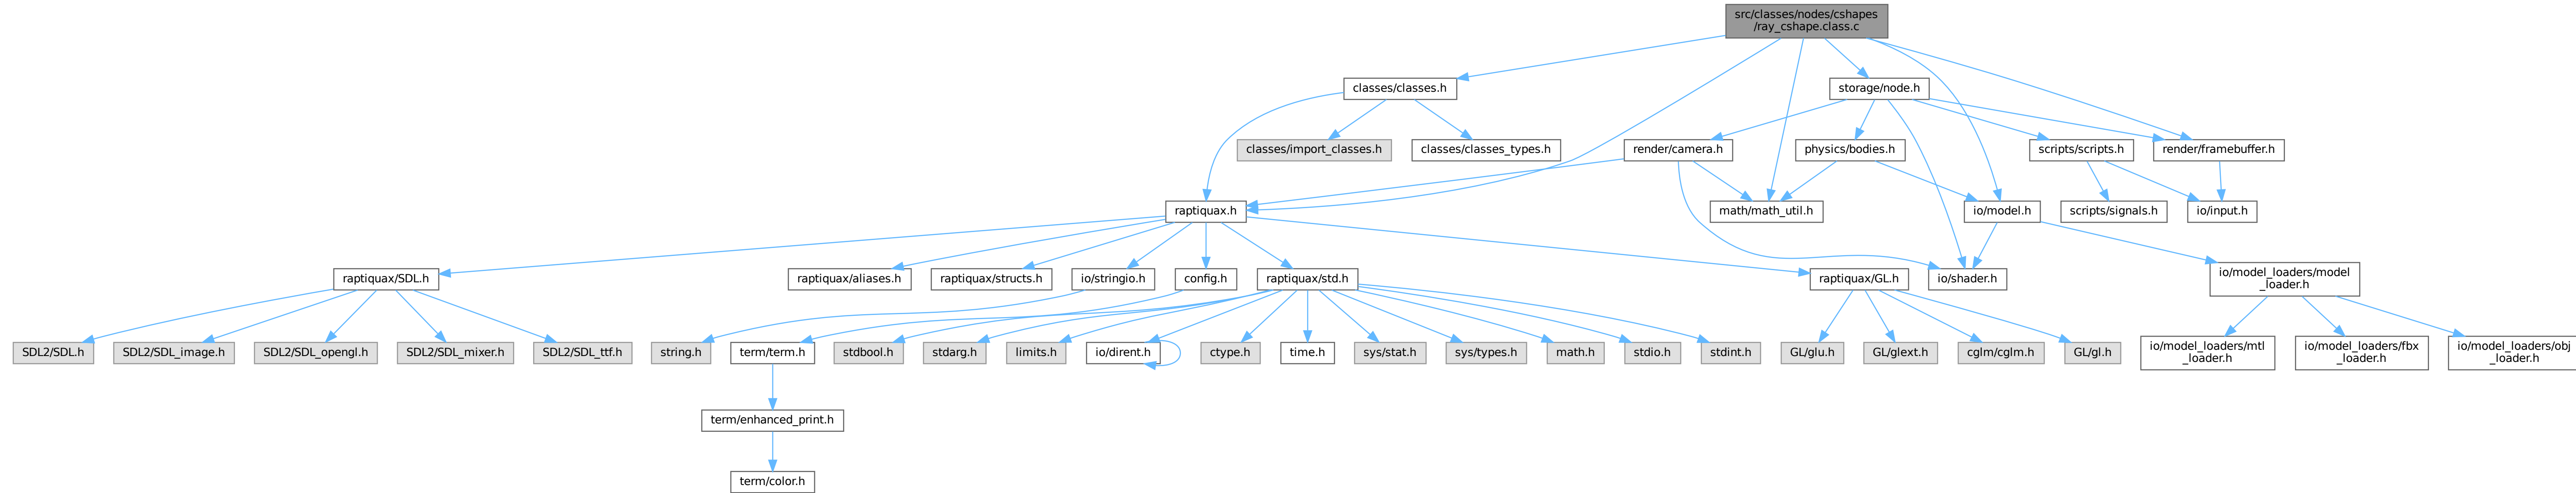 src/classes/nodes/cshapes
/ray_cshape.class.c
classes/classes.h
storage/node.h
classes/import_classes.h
classes/classes_types.h
render/camera.h
physics/bodies.h
scripts/scripts.h
render/framebuffer.h
raptiquax.h
math/math_util.h
io/model.h
scripts/signals.h
io/input.h
raptiquax/SDL.h
raptiquax/aliases.h
raptiquax/structs.h
io/stringio.h
config.h
raptiquax/std.h
raptiquax/GL.h
io/shader.h
io/model_loaders/model
_loader.h
SDL2/SDL.h
SDL2/SDL_image.h
SDL2/SDL_opengl.h
SDL2/SDL_mixer.h
SDL2/SDL_ttf.h
string.h
term/term.h
stdbool.h
stdarg.h
limits.h
io/dirent.h
ctype.h
time.h
sys/stat.h
sys/types.h
math.h
stdio.h
stdint.h
GL/glu.h
GL/glext.h
cglm/cglm.h
GL/gl.h
io/model_loaders/mtl
_loader.h
io/model_loaders/fbx
_loader.h
io/model_loaders/obj
_loader.h
term/enhanced_print.h
term/color.h